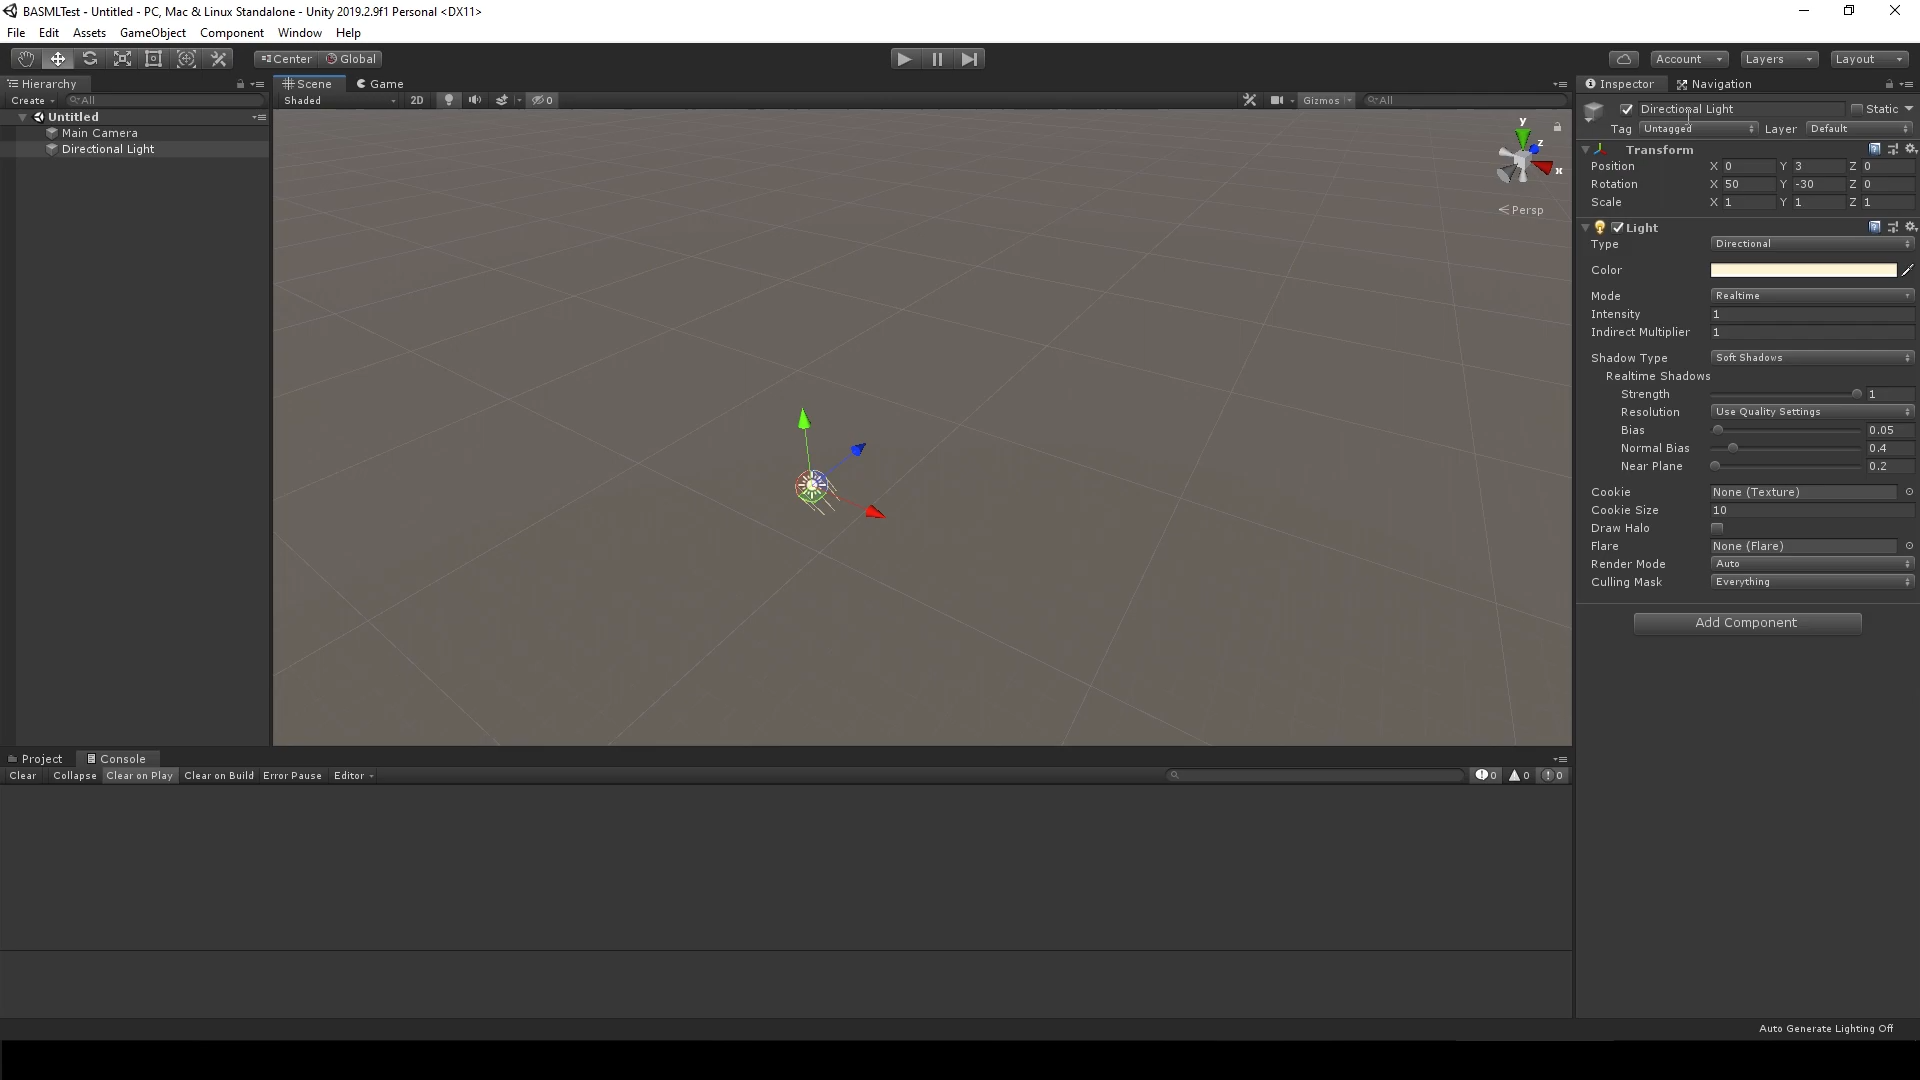 BASMLTest - Untitled - PC, Mac & Linux Standalone - Unity 2019.2.9f1 Personal <DX11>
File Edit Assets GameObject Component Window Help
Center Global Account Layers Layout
Hierarchy Scene Game Inspector Navigation
Create All Shaded 2D 0 Gizmos All
Untitled
Main Camera
Directional Light
y
z
x
Persp
Directional Light Static
Tag Untagged Layer Default
Transform
Position X 0 Y 3 Z 0
Rotation X 50 Y -30 Z 0
Scale X 1 Y 1 Z 1
Light
Type Directional
Color
Mode Realtime
Intensity 1
Indirect Multiplier 1
Shadow Type Soft Shadows
Realtime Shadows
Strength 1
Resolution Use Quality Settings
Bias 0.05
Normal Bias 0.4
Near Plane 0.2
Cookie None (Texture)
Cookie Size 10
Draw Halo
Flare None (Flare)
Render Mode Auto
Culling Mask Everything
Add Component
Project Console
Clear Collapse Clear on Play Clear on Build Error Pause Editor 0 0 0
Auto Generate Lighting Off